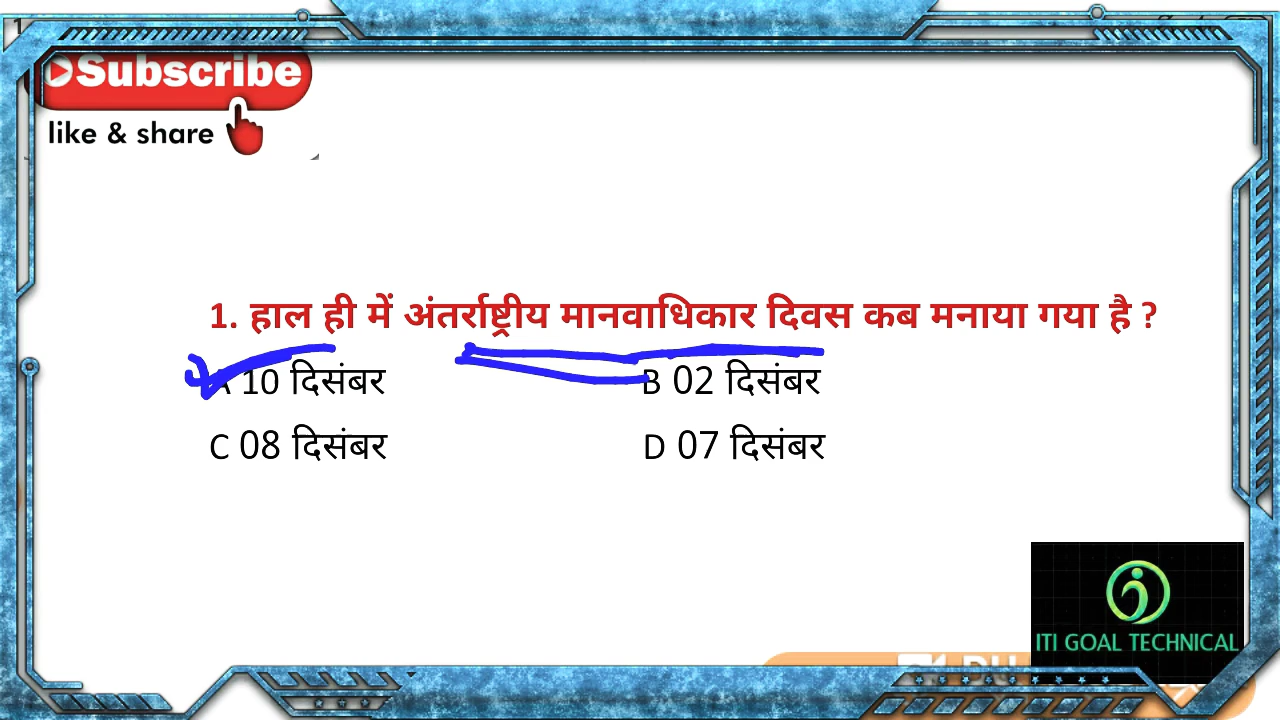 Subscribe
like & share
1. हाल ही में अंतर्राष्ट्रीय मानवाधिकार दिवस कब मनाया गया है ?
A 10 दिसंबर B 02 दिसंबर
C 08 दिसंबर D 07 दिसंबर
ITI GOAL TECHNICAL